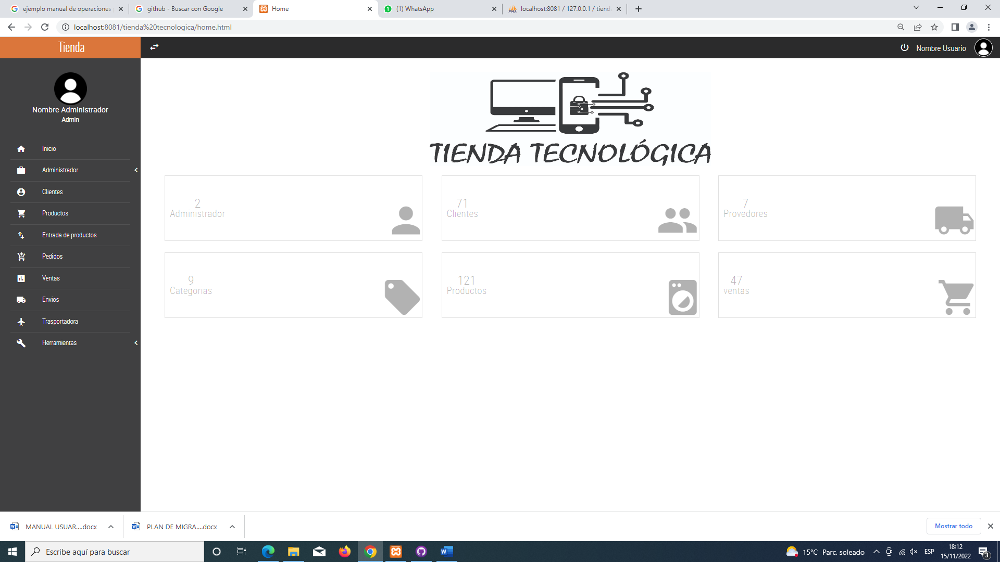 ejemplo manual de operaciones
github - Buscar con Google
Home
(1) WhatsApp
localhost:8081 / 127.0.0.1 / tiend
localhost:8081/tienda%20tecnologica/home.html
Tienda
Nombre Usuario
Nombre Administrador
Admin
Inicio
Administrador
Clientes
Productos
Entrada de productos
Pedidos
Ventas
Envios
Trasportadora
Herramientas
TIENDA TECNOLÓGICA
2
Administrador
71
Clientes
7
Provedores
9
Categorias
121
Productos
47
ventas
MANUAL USUAR....docx
PLAN DE MIGRA....docx
Mostrar todo
Escribe aquí para buscar
15°C Parc. soleado
ESP
18:12
15/11/2022
3